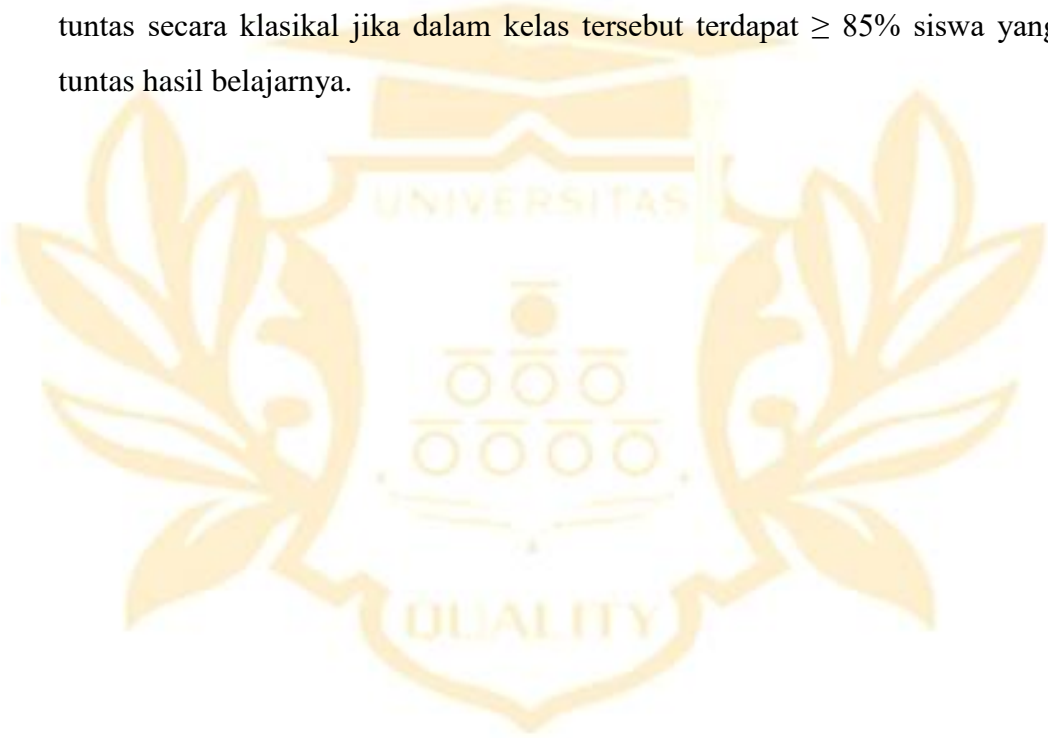 tuntas secara klasikal jika dalam kelas tersebut terdapat ≥ 85% siswa yang
tuntas hasil belajarnya.
UNIVERSITAS
QUALITY